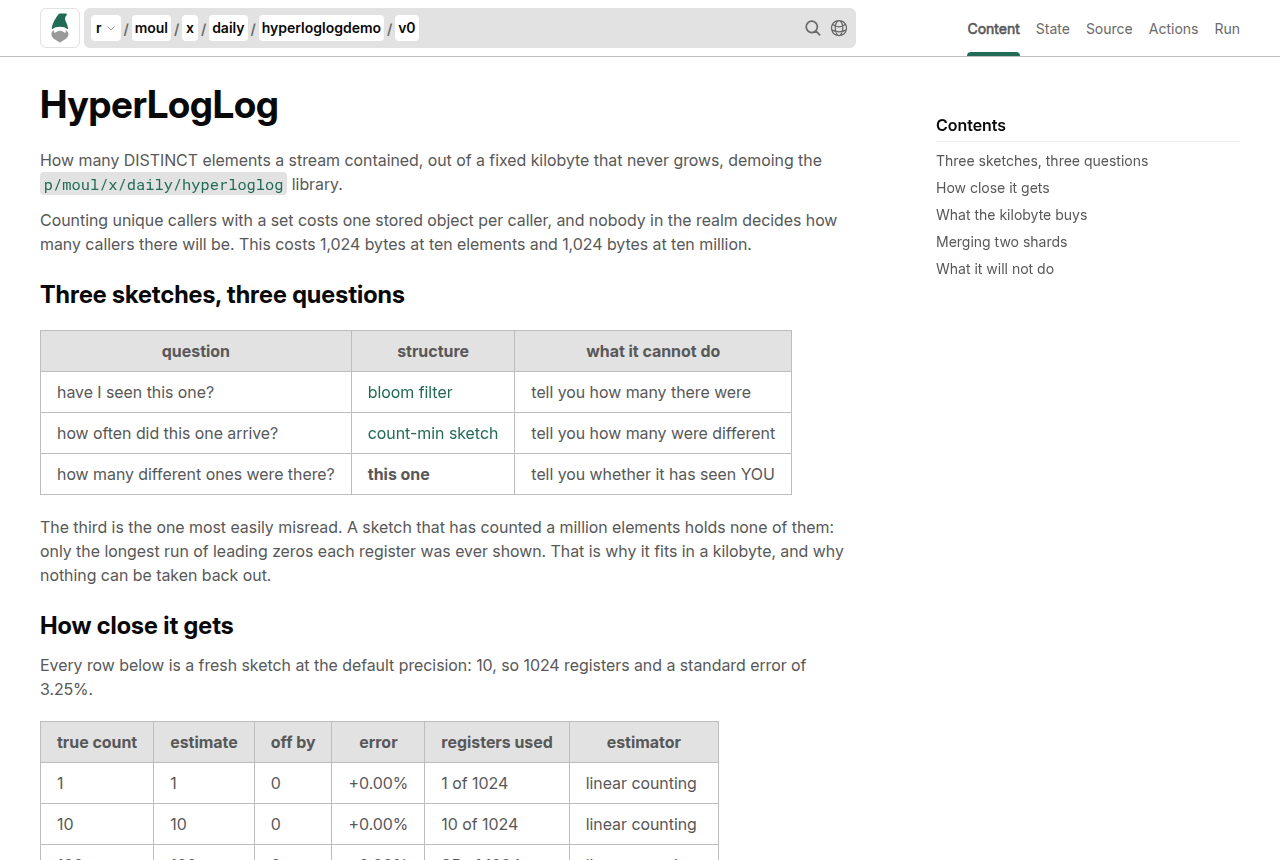 r / moul / x / daily / hyperloglogdemo / v0
Content State Source Actions Run
HyperLogLog
How many DISTINCT elements a stream contained, out of a fixed kilobyte that never grows, demoing the
p/moul/x/daily/hyperloglog library.
Counting unique callers with a set costs one stored object per caller, and nobody in the realm decides how
many callers there will be. This costs 1,024 bytes at ten elements and 1,024 bytes at ten million.
Contents
Three sketches, three questions
How close it gets
What the kilobyte buys
Merging two shards
What it will not do
Three sketches, three questions
question structure what it cannot do
have I seen this one? bloom filter tell you how many there were
how often did this one arrive? count-min sketch tell you how many were different
how many different ones were there? this one tell you whether it has seen YOU
The third is the one most easily misread. A sketch that has counted a million elements holds none of them:
only the longest run of leading zeros each register was ever shown. That is why it fits in a kilobyte, and why
nothing can be taken back out.
How close it gets
Every row below is a fresh sketch at the default precision: 10, so 1024 registers and a standard error of
3.25%.
true count estimate off by error registers used estimator
1 1 0 +0.00% 1 of 1024 linear counting
10 10 0 +0.00% 10 of 1024 linear counting